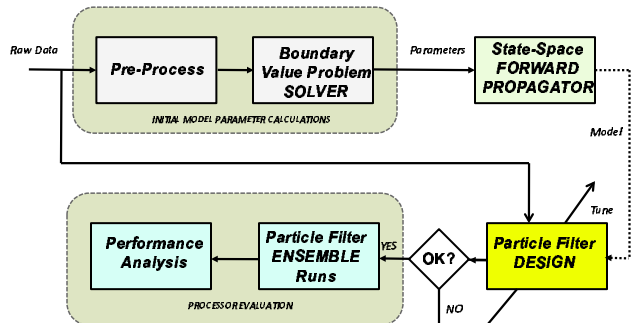 Raw Data
Pre-Process
Boundary
Value Problem
SOLVER
INITIAL MODEL PARAMETER CALCULATIONS
Parameters
State-Space
FORWARD
PROPAGATOR
Model
Tune
Particle Filter
DESIGN
OK?
YES
NO
Particle Filter
ENSEMBLE
Runs
Performance
Analysis
PROCESSOR EVALUATION